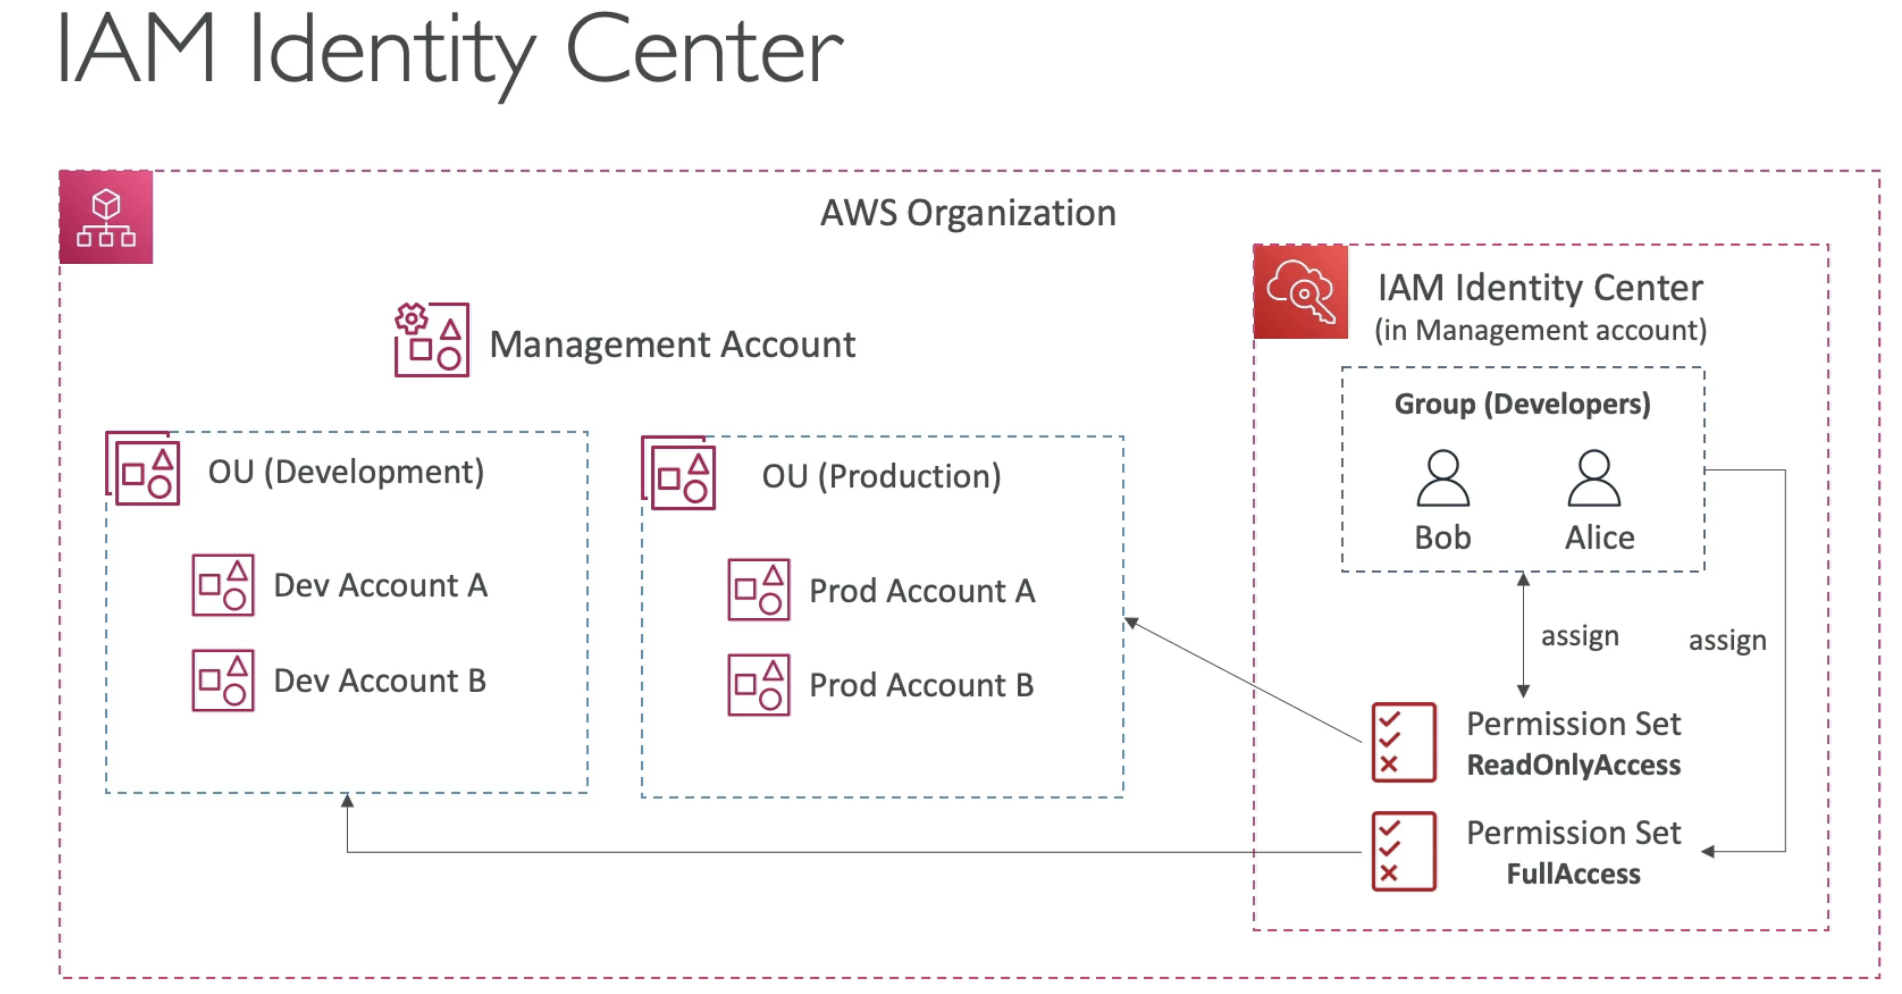 IAM Identity Center
AWS Organization
Management Account
OU (Development)
Dev Account A
Dev Account B
OU (Production)
Prod Account A
Prod Account B
IAM Identity Center
(in Management account)
Group (Developers)
Bob
Alice
assign
assign
Permission Set
ReadOnlyAccess
Permission Set
FullAccess